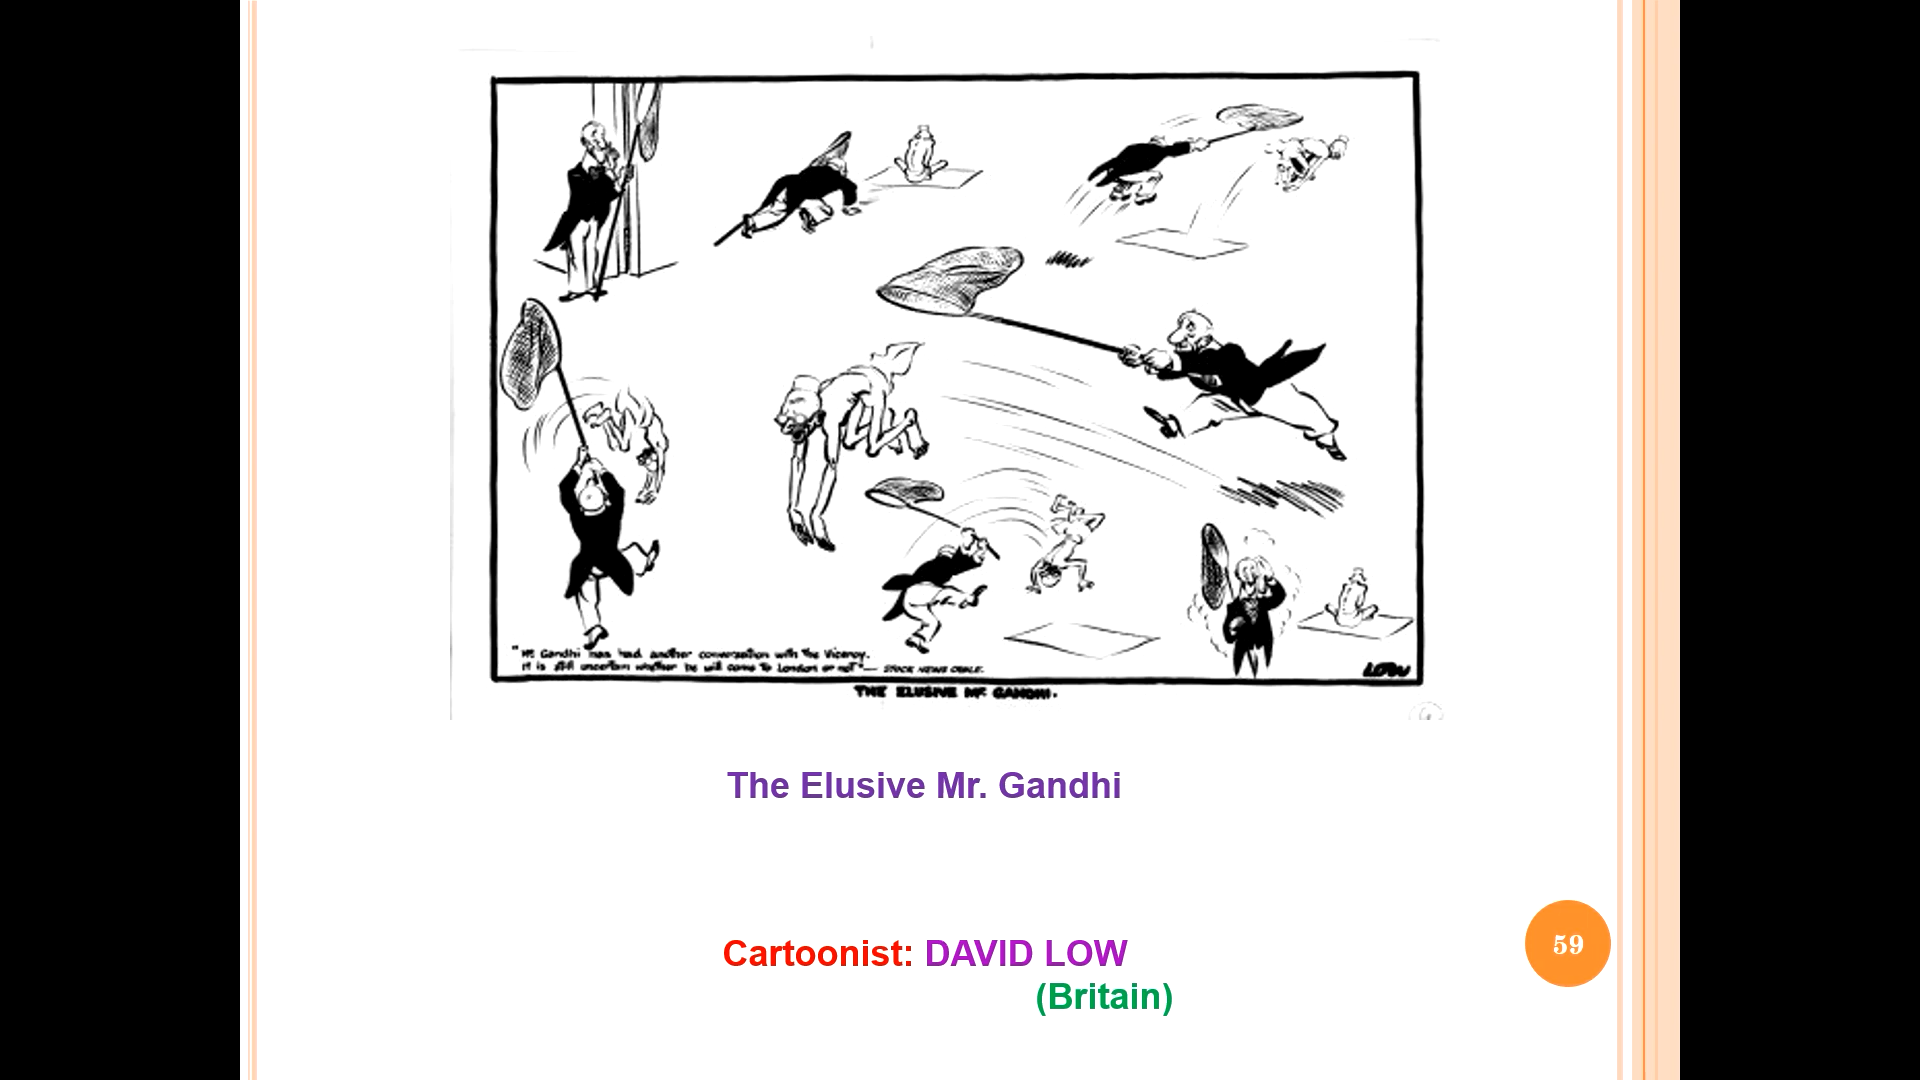 "Mr. Gandhi has had another conversation with the Viceroy.
It is still uncertain whether he will come to London or not" — STOCK NEWS CABLE.
LOW
THE ELUSIVE MR. GANDHI.
The Elusive Mr. Gandhi
Cartoonist: DAVID LOW
(Britain)
59